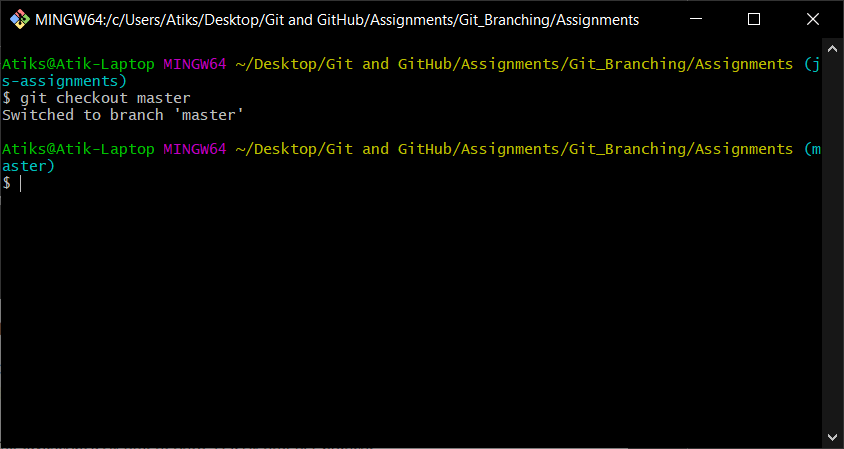 MINGW64:/c/Users/Atiks/Desktop/Git and GitHub/Assignments/Git_Branching/Assignments
Atiks@Atik-Laptop MINGW64 ~/Desktop/Git and GitHub/Assignments/Git_Branching/Assignments (j
s-assignments)
$ git checkout master
Switched to branch 'master'
Atiks@Atik-Laptop MINGW64 ~/Desktop/Git and GitHub/Assignments/Git_Branching/Assignments (m
aster)
$